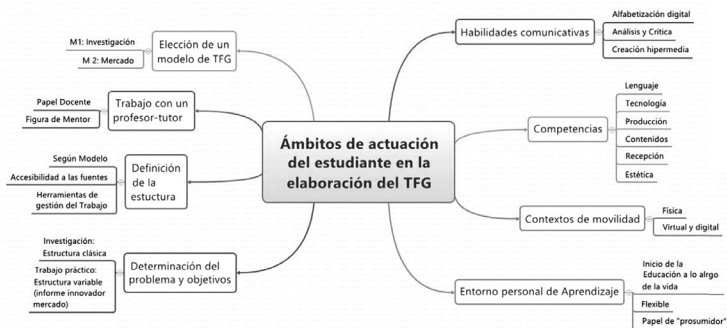 Ámbitos de actuación
del estudiante en la
elaboración del TFG
Elección de un
modelo de TFG
M1: Investigación
M 2: Mercado
Trabajo con un
profesor-tutor
Papel Docente
Figura de Mentor
Definición
de la
estuctura
Según Modelo
Accesibilidad a las fuentes
Herramientas de
gestión del Trabajo
Determinación del
problema y objetivos
Investigación:
Estructura clásica
Trabajo práctico:
Estructura variable
(informe innovador
mercado)
Habilidades comunicativas
Alfabetización digital
Análisis y Crítica
Creación hipermedia
Competencias
Lenguaje
Tecnología
Producción
Contenidos
Recepción
Estética
Contextos de movilidad
Física
Virtual y digital
Entorno personal de Aprendizaje
Inicio de la
Educación a lo alrgo
de la vida
Flexible
Papel de "prosumidor"